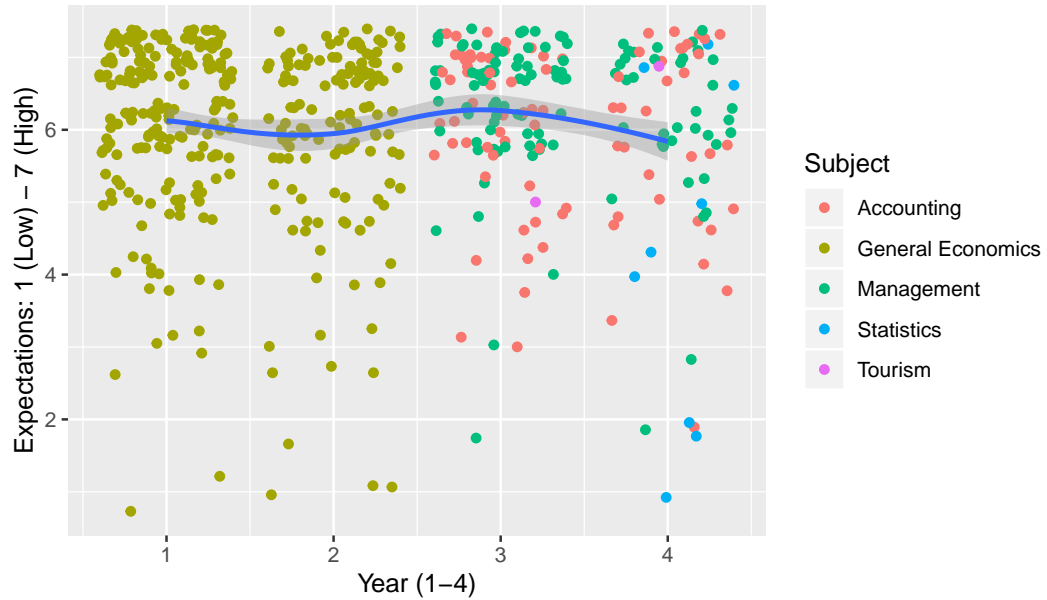 Expectations: 1 (Low) – 7 (High)
6
4
2
1
2
3
4
Year (1–4)
Subject
Accounting
General Economics
Management
Statistics
Tourism